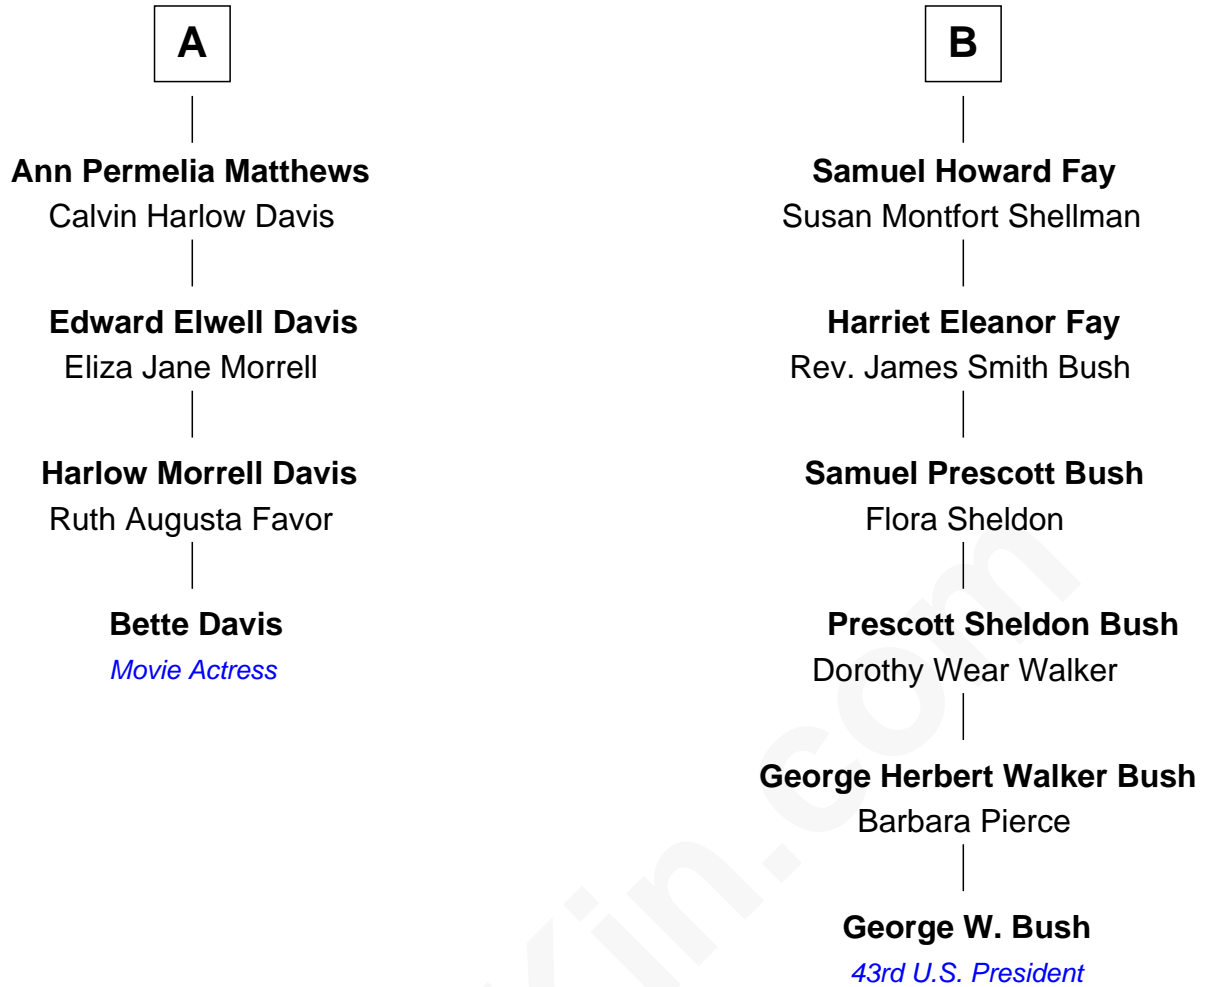 A
Ann Permelia Matthews
Calvin Harlow Davis
Edward Elwell Davis
Eliza Jane Morrell
Harlow Morrell Davis
Ruth Augusta Favor
Bette Davis
Movie Actress
B
Samuel Howard Fay
Susan Montfort Shellman
Harriet Eleanor Fay
Rev. James Smith Bush
Samuel Prescott Bush
Flora Sheldon
Prescott Sheldon Bush
Dorothy Wear Walker
George Herbert Walker Bush
Barbara Pierce
George W. Bush
43rd U.S. President
Kin.com